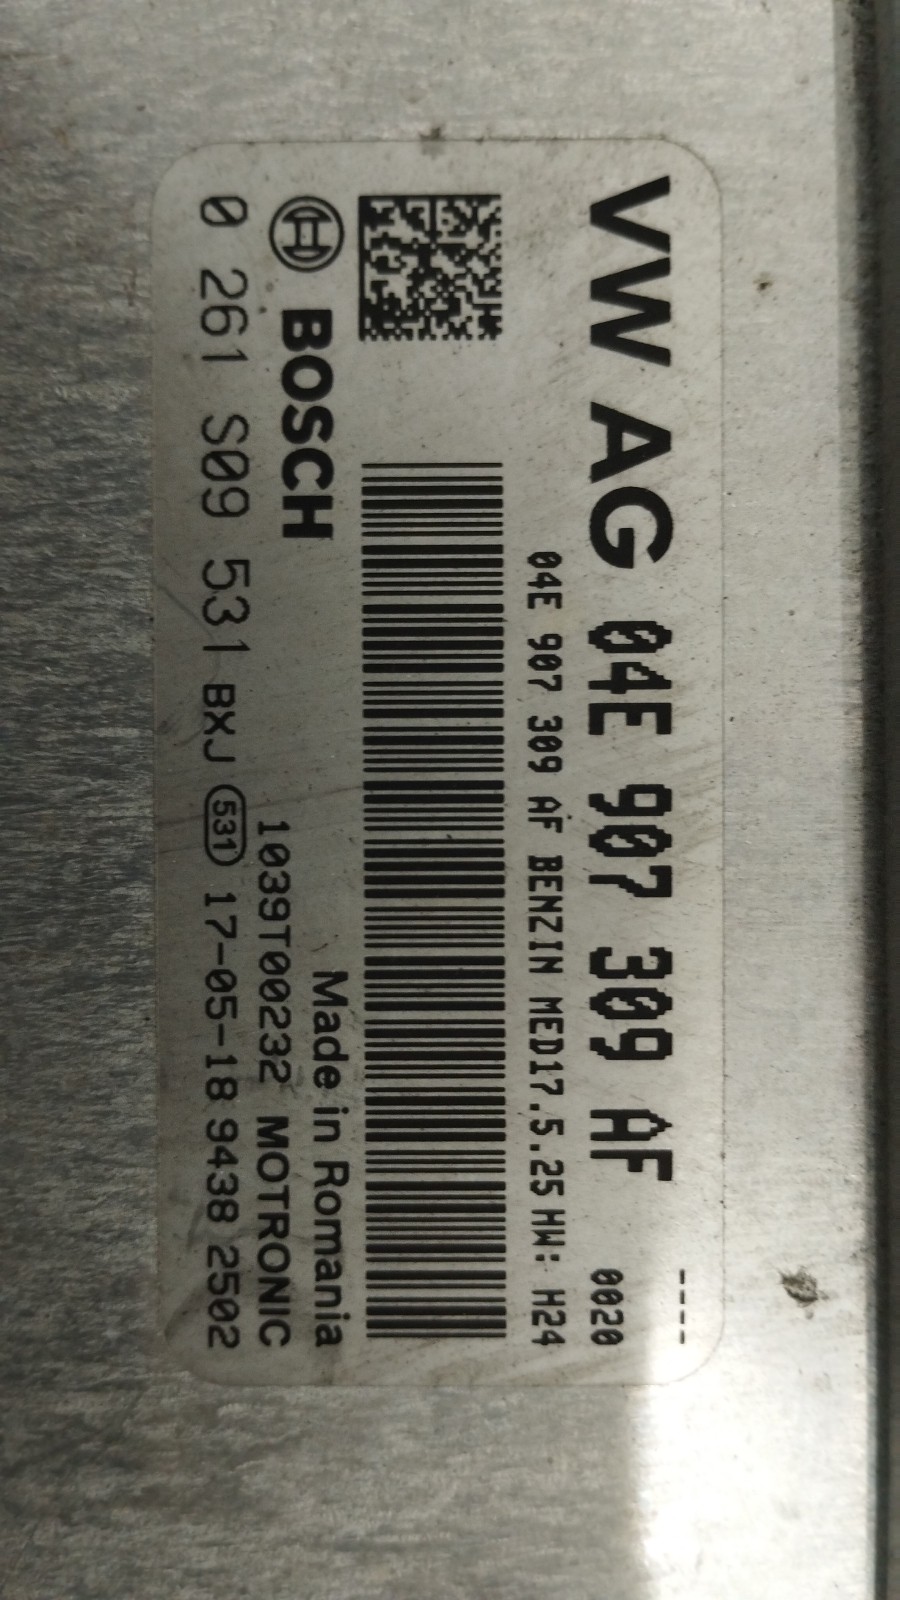 VW AG 04E 907 309 AF
----
0020
04E 907 309 AF BENZIN MED17.5.25 HW: H24
BOSCH
Made in Romania
1039T00232 MOTRONIC
0 261 S09 531 BXJ 531 17-05-18 9438 2502